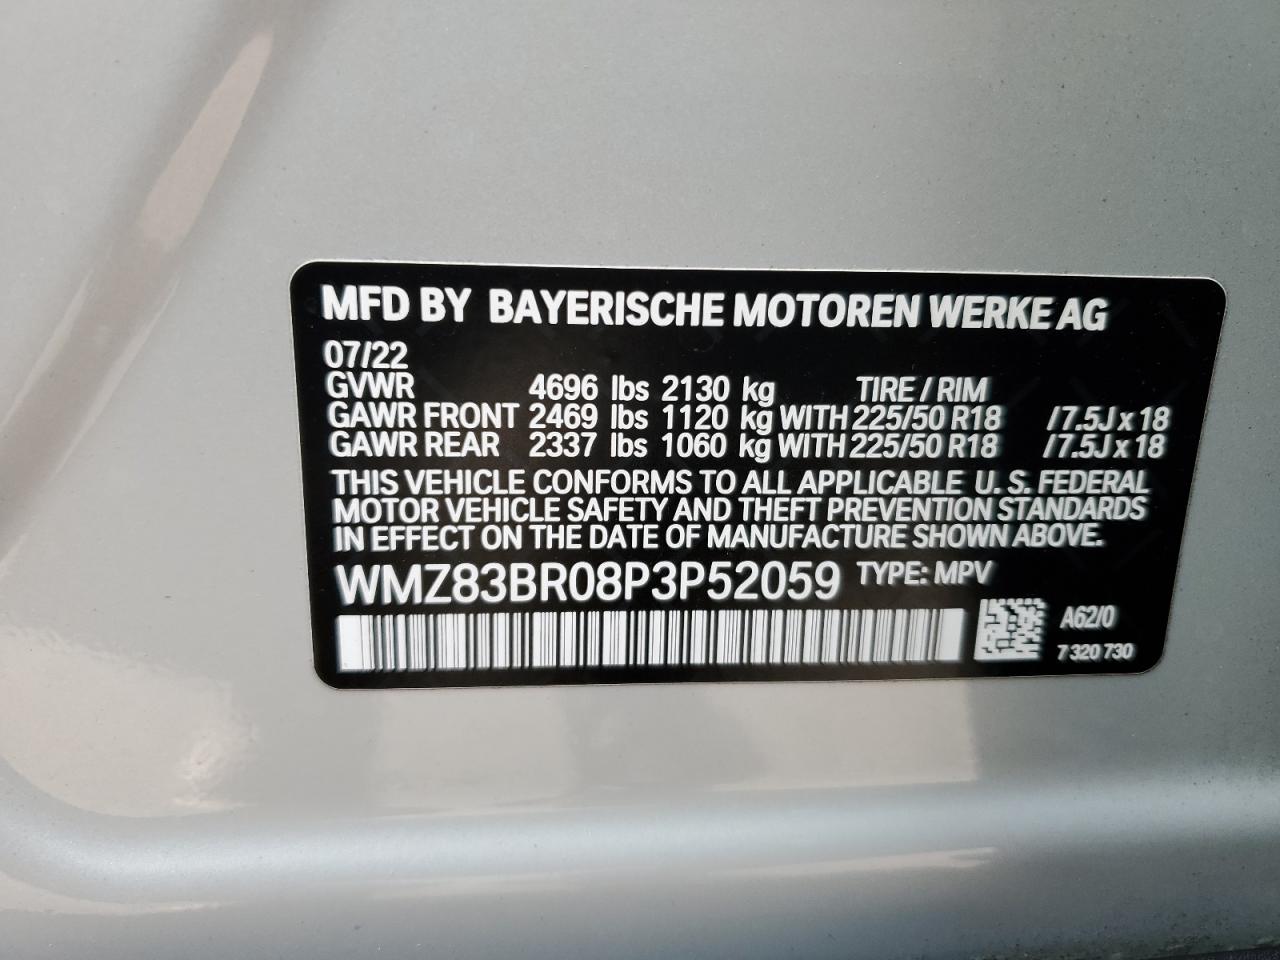 MFD BY BAYERISCHE MOTOREN WERKE AG
07/22
GVWR 4696 lbs 2130 kg TIRE / RIM
GAWR FRONT 2469 lbs 1120 kg WITH 225/50 R18 /7.5J x 18
GAWR REAR 2337 lbs 1060 kg WITH 225/50 R18 /7.5J x 18
THIS VEHICLE CONFORMS TO ALL APPLICABLE U. S. FEDERAL
MOTOR VEHICLE SAFETY AND THEFT PREVENTION STANDARDS
IN EFFECT ON THE DATE OF MANUFACTURE SHOWN ABOVE.
WMZ83BR08P3P52059 TYPE: MPV
A62/0
7 320 730